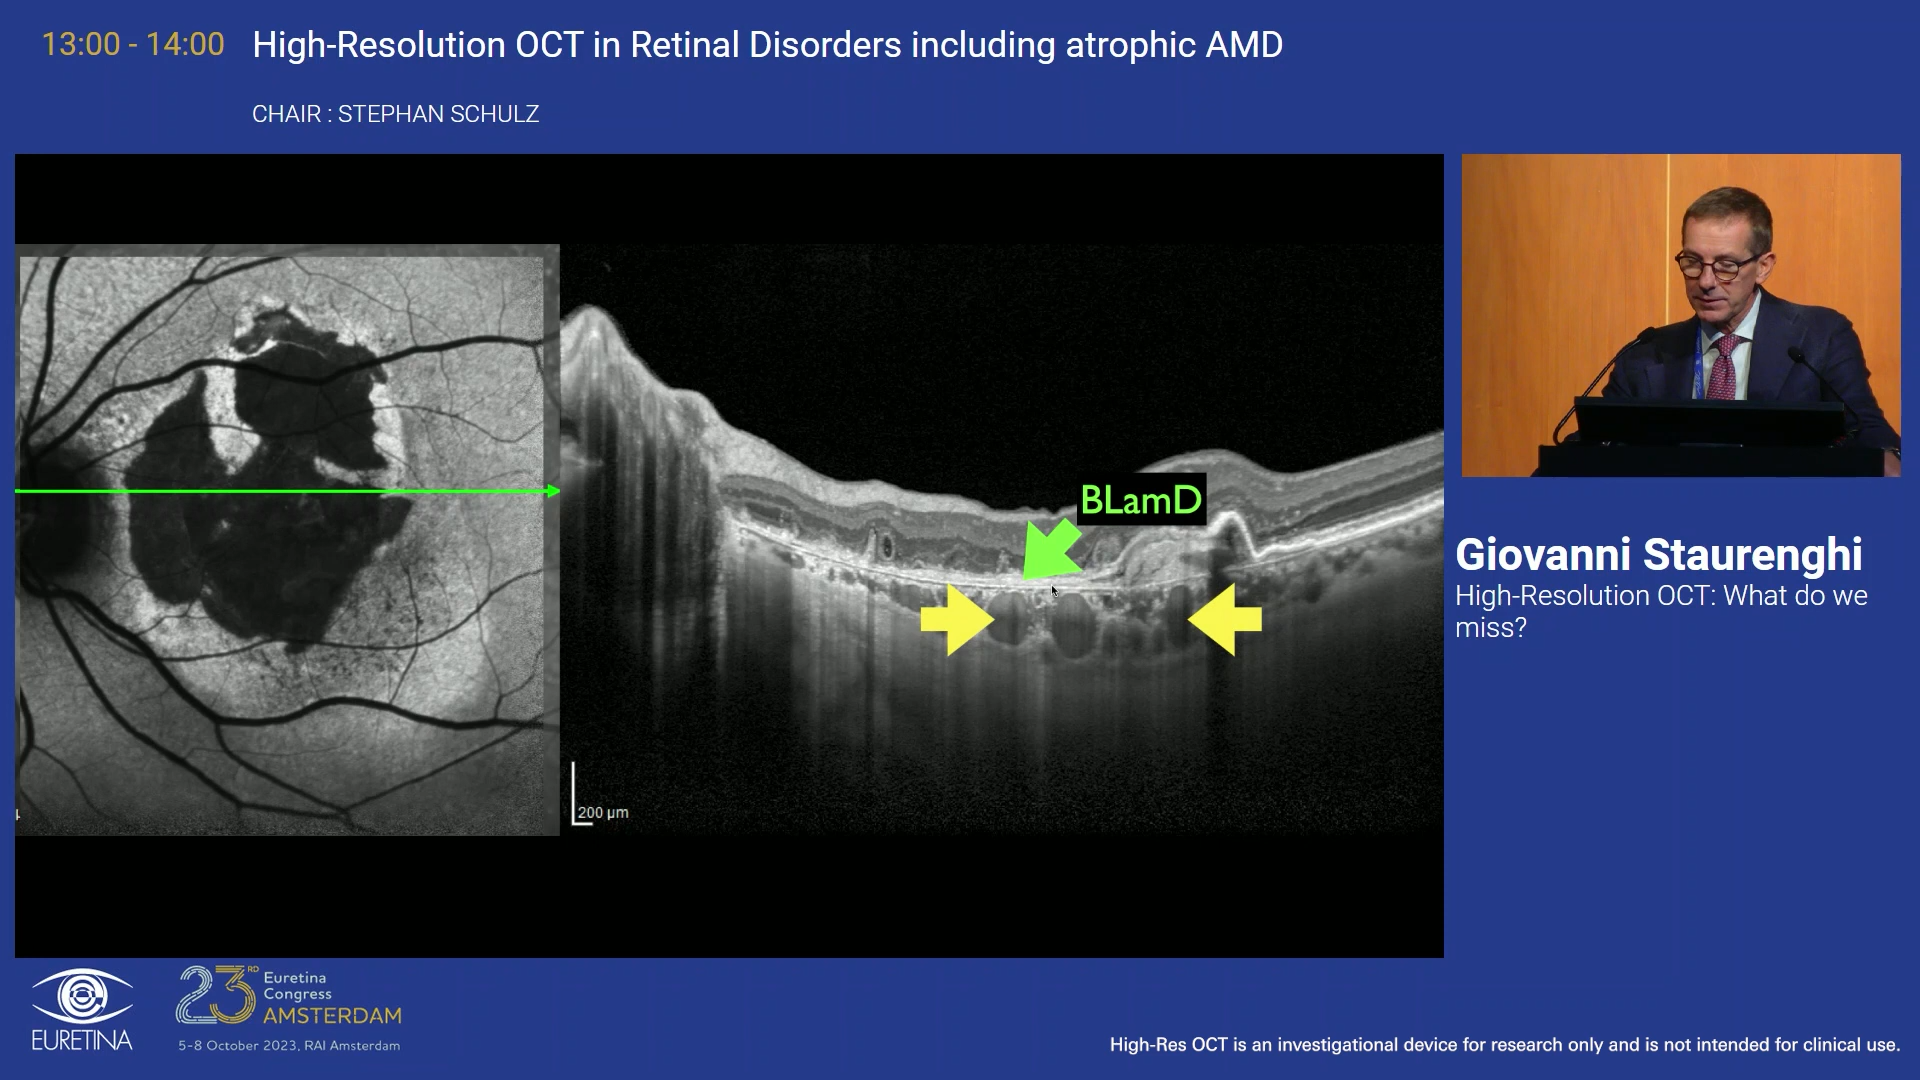 13:00 - 14:00 High-Resolution OCT in Retinal Disorders including atrophic AMD
CHAIR : STEPHAN SCHULZ
BLamD
200 µm
Giovanni Staurenghi
High-Resolution OCT: What do we
miss?
EURETINA
23RD Euretina
Congress
AMSTERDAM
5-8 October 2023, RAI Amsterdam
High-Res OCT is an investigational device for research only and is not intended for clinical use.